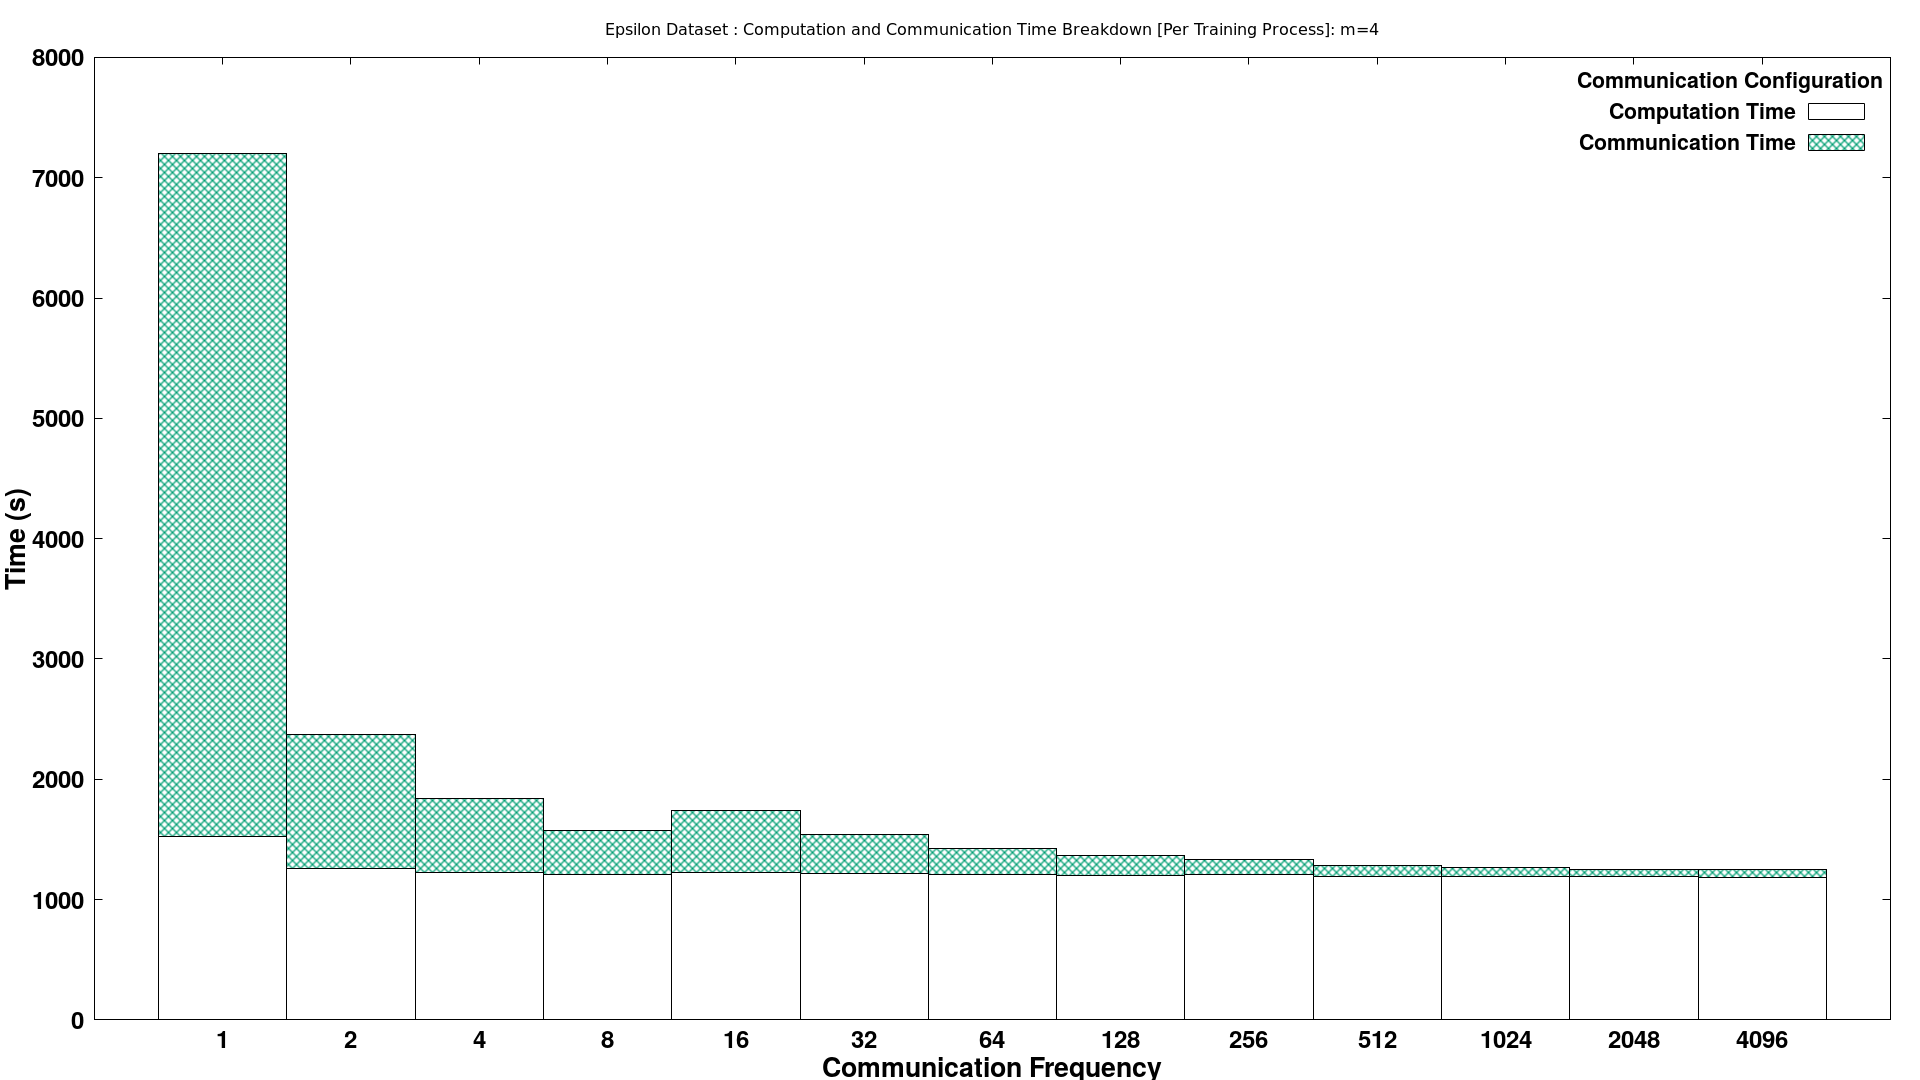 Epsilon Dataset : Computation and Communication Time Breakdown [Per Training Process]: m=4
Communication Configuration
Computation Time
Communication Time
8000
7000
6000
5000
4000
3000
2000
1000
0
Time (s)
1 2 4 8 16 32 64 128 256 512 1024 2048 4096
Communication Frequency